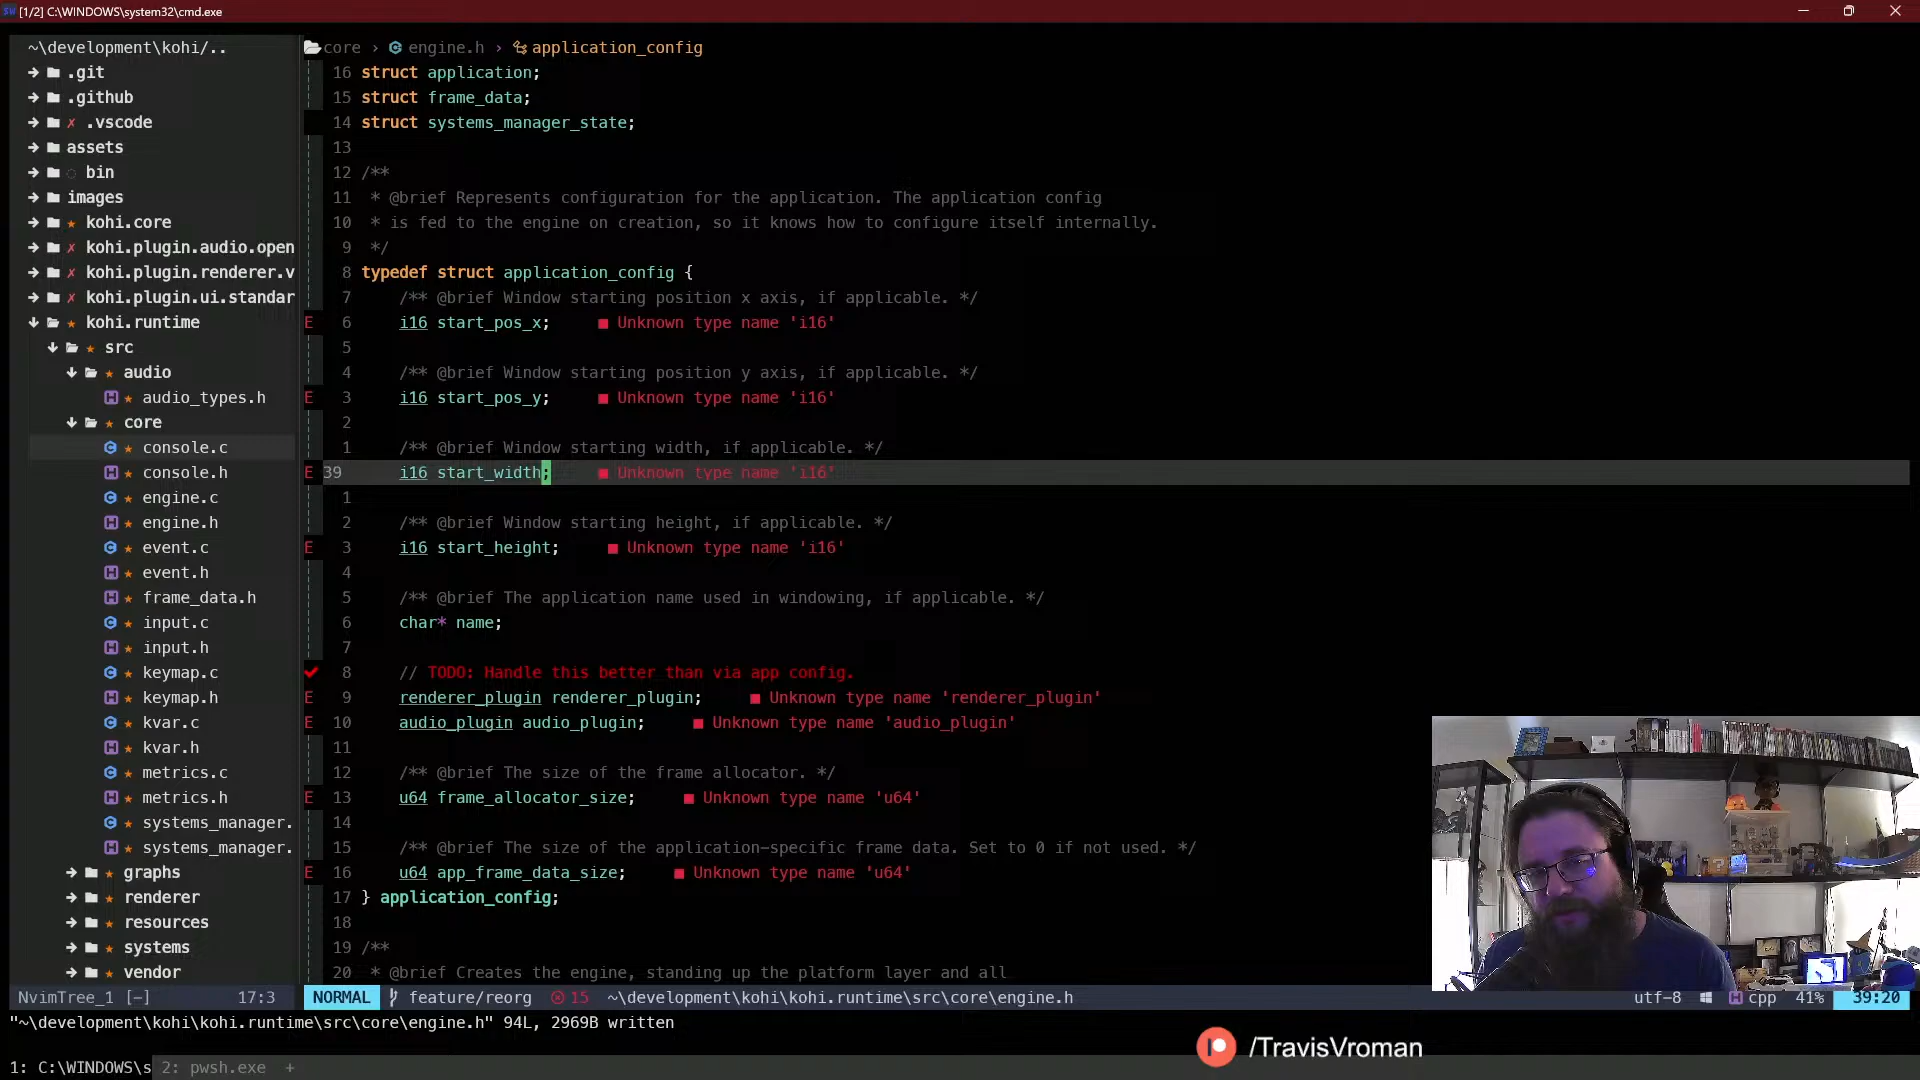 [1/2] C:\WINDOWS\system32\cmd.exe
~\development\kohi/..
.git
.github
✗ .vscode
assets
bin
images
★ kohi.core
✗ kohi.plugin.audio.open
✗ kohi.plugin.renderer.v
✗ kohi.plugin.ui.standar
★ kohi.runtime
★ src
★ audio
★ audio_types.h
★ core
★ console.c
★ console.h
★ engine.c
★ engine.h
★ event.c
★ event.h
★ frame_data.h
★ input.c
★ input.h
★ keymap.c
★ keymap.h
★ kvar.c
★ kvar.h
★ metrics.c
★ metrics.h
★ systems_manager.
★ systems_manager.
★ graphs
★ renderer
★ resources
★ systems
★ vendor
NvimTree_1 [-] 17:3
core › engine.h › application_config
16 struct application;
15 struct frame_data;
14 struct systems_manager_state;
13
12 /**
11 * @brief Represents configuration for the application. The application config
10 * is fed to the engine on creation, so it knows how to configure itself internally.
9 */
8 typedef struct application_config {
7 /** @brief Window starting position x axis, if applicable. */
E 6 i16 start_pos_x; ■ Unknown type name 'i16'
5
4 /** @brief Window starting position y axis, if applicable. */
E 3 i16 start_pos_y; ■ Unknown type name 'i16'
2
1 /** @brief Window starting width, if applicable. */
E 39 i16 start_width; ■ Unknown type name 'i16'
1
2 /** @brief Window starting height, if applicable. */
E 3 i16 start_height; ■ Unknown type name 'i16'
4
5 /** @brief The application name used in windowing, if applicable. */
6 char* name;
7
8 // TODO: Handle this better than via app config.
E 9 renderer_plugin renderer_plugin; ■ Unknown type name 'renderer_plugin'
E 10 audio_plugin audio_plugin; ■ Unknown type name 'audio_plugin'
11
12 /** @brief The size of the frame allocator. */
E 13 u64 frame_allocator_size; ■ Unknown type name 'u64'
14
15 /** @brief The size of the application-specific frame data. Set to 0 if not used. */
E 16 u64 app_frame_data_size; ■ Unknown type name 'u64'
17 } application_config;
18
19 /**
20 * @brief Creates the engine, standing up the platform layer and all
NORMAL feature/reorg 15 ~\development\kohi\kohi.runtime\src\core\engine.h utf-8 cpp 41% 39:20
"~\development\kohi\kohi.runtime\src\core\engine.h" 94L, 2969B written
/TravisVroman
1: C:\WINDOWS\s 2: pwsh.exe +